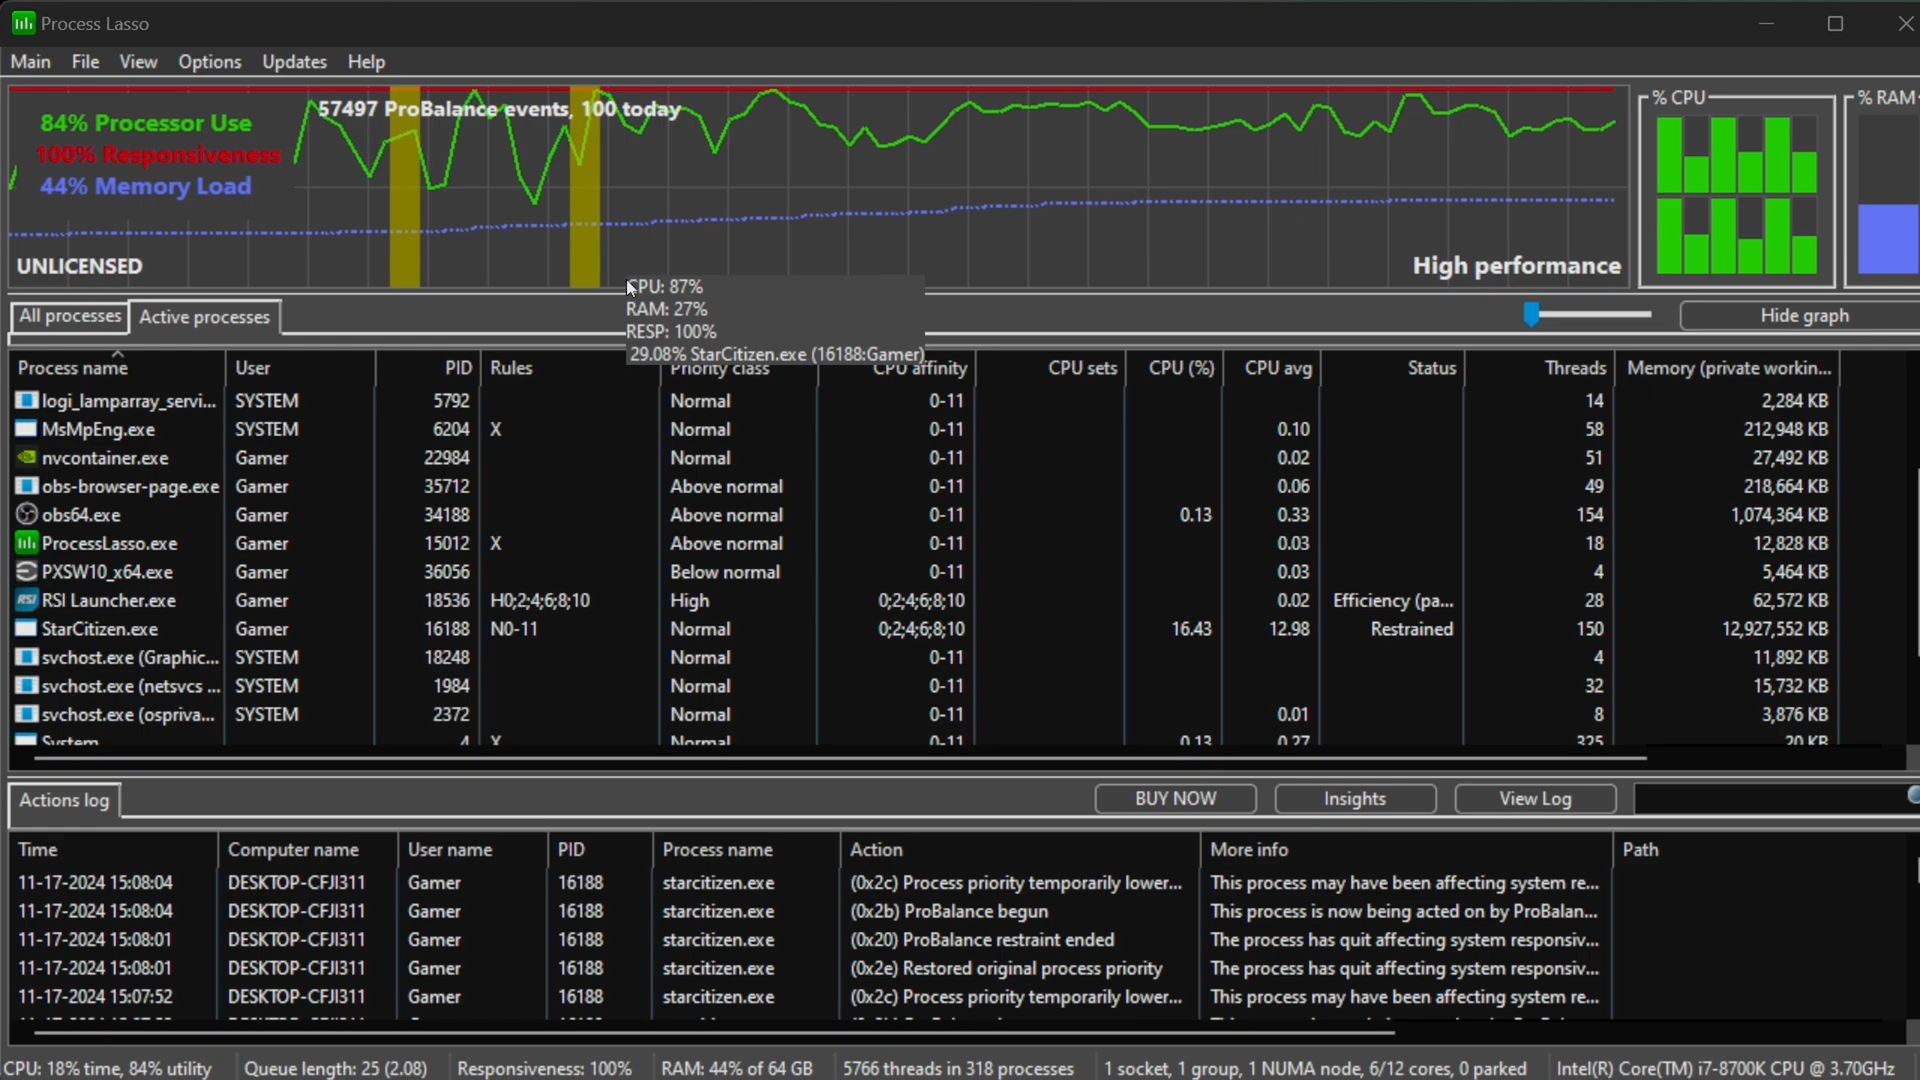 Process Lasso
Main File View Options Updates Help
57497 ProBalance events, 100 today
84% Processor Use
100% Responsiveness
44% Memory Load
UNLICENSED
High performance
% CPU
% RAM
CPU: 87%
RAM: 27%
RESP: 100%
29.08% StarCitizen.exe (16188:Gamer)
All processes Active processes Hide graph
Process name User PID Rules Priority class CPU affinity CPU sets CPU (%) CPU avg Status Threads Memory (private workin...
logi_lamparray_servi... SYSTEM 5792 Normal 0-11 14 2,284 KB
MsMpEng.exe SYSTEM 6204 X Normal 0-11 0.10 58 212,948 KB
nvcontainer.exe Gamer 22984 Normal 0-11 0.02 51 27,492 KB
obs-browser-page.exe Gamer 35712 Above normal 0-11 0.06 49 218,664 KB
obs64.exe Gamer 34188 Above normal 0-11 0.13 0.33 154 1,074,364 KB
ProcessLasso.exe Gamer 15012 X Above normal 0-11 0.03 18 12,828 KB
PXSW10_x64.exe Gamer 36056 Below normal 0-11 0.03 4 5,464 KB
RSI RSI Launcher.exe Gamer 18536 H0;2;4;6;8;10 High 0;2;4;6;8;10 0.02 Efficiency (pa... 28 62,572 KB
StarCitizen.exe Gamer 16188 N0-11 Normal 0;2;4;6;8;10 16.43 12.98 Restrained 150 12,927,552 KB
svchost.exe (Graphic... SYSTEM 18248 Normal 0-11 4 11,892 KB
svchost.exe (netsvcs ... SYSTEM 1984 Normal 0-11 32 15,732 KB
svchost.exe (ospriva... SYSTEM 2372 Normal 0-11 0.01 8 3,876 KB
System 4 X Normal 0-11 0.13 0.27 325 20 KB
Actions log BUY NOW Insights View Log
Time Computer name User name PID Process name Action More info Path
11-17-2024 15:08:04 DESKTOP-CFJI311 Gamer 16188 starcitizen.exe (0x2c) Process priority temporarily lower... This process may have been affecting system re...
11-17-2024 15:08:04 DESKTOP-CFJI311 Gamer 16188 starcitizen.exe (0x2b) ProBalance begun This process is now being acted on by ProBalan...
11-17-2024 15:08:01 DESKTOP-CFJI311 Gamer 16188 starcitizen.exe (0x20) ProBalance restraint ended The process has quit affecting system responsiv...
11-17-2024 15:08:01 DESKTOP-CFJI311 Gamer 16188 starcitizen.exe (0x2e) Restored original process priority The process has quit affecting system responsiv...
11-17-2024 15:07:52 DESKTOP-CFJI311 Gamer 16188 starcitizen.exe (0x2c) Process priority temporarily lower... This process may have been affecting system re...
CPU: 18% time, 84% utility Queue length: 25 (2.08) Responsiveness: 100% RAM: 44% of 64 GB 5766 threads in 318 processes 1 socket, 1 group, 1 NUMA node, 6/12 cores, 0 parked Intel(R) Core(TM) i7-8700K CPU @ 3.70GHz